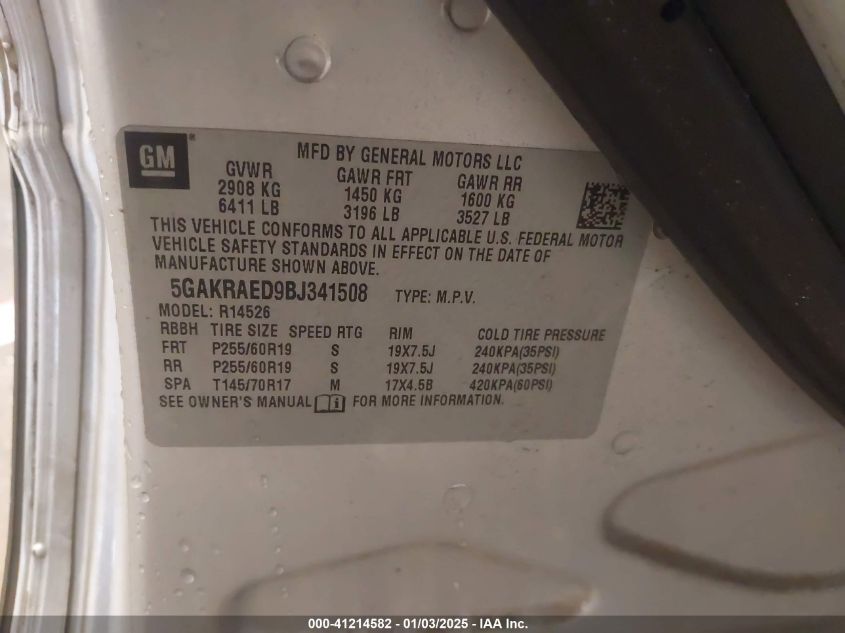 GM
MFD BY GENERAL MOTORS LLC
GVWR GAWR FRT GAWR RR
2908 KG 1450 KG 1600 KG
6411 LB 3196 LB 3527 LB
THIS VEHICLE CONFORMS TO ALL APPLICABLE U.S. FEDERAL MOTOR
VEHICLE SAFETY STANDARDS IN EFFECT ON THE DATE OF
MANUFACTURE SHOWN ABOVE.
5GAKRAED9BJ341508 TYPE: M.P.V.
MODEL: R14526
RBBH TIRE SIZE SPEED RTG RIM COLD TIRE PRESSURE
FRT P255/60R19 S 19X7.5J 240KPA(35PSI)
RR P255/60R19 S 19X7.5J 240KPA(35PSI)
SPA T145/70R17 M 17X4.5B 420KPA(60PSI)
SEE OWNER'S MANUAL i FOR MORE INFORMATION.
000-41214582 - 01/03/2025 - IAA Inc.